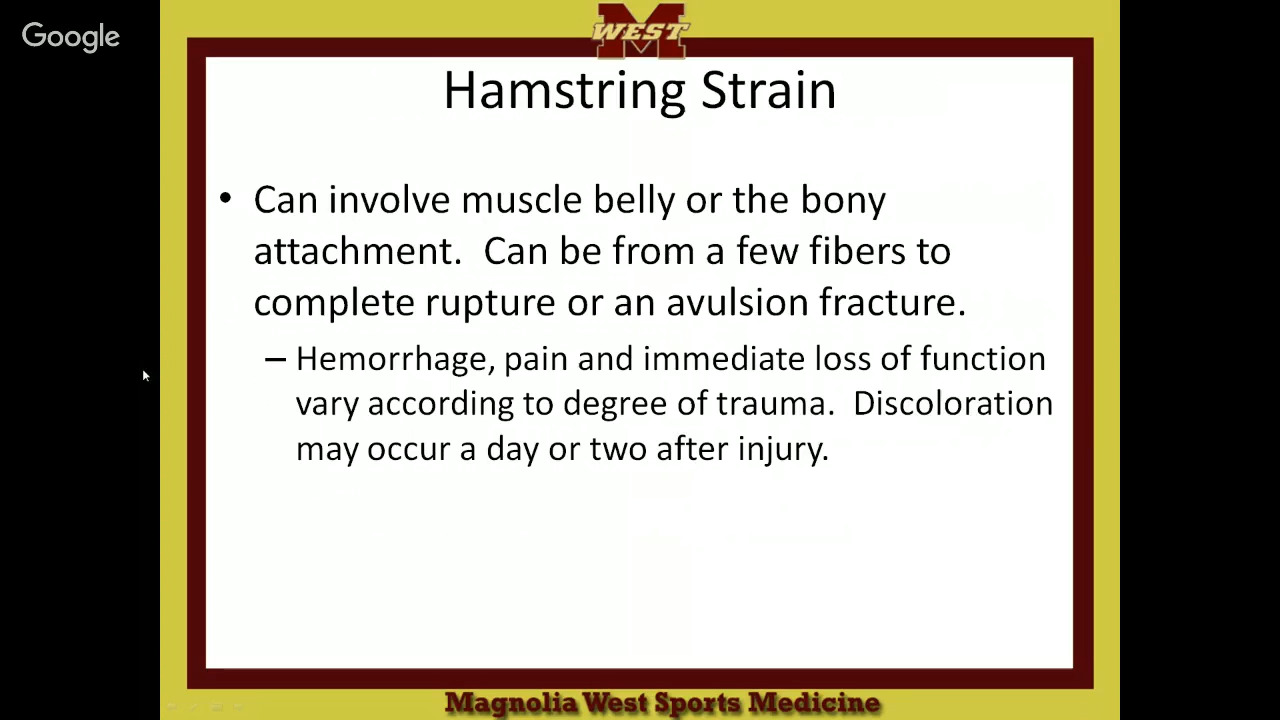 Google
M
WEST
Hamstring Strain
• Can involve muscle belly or the bony
attachment.  Can be from a few fibers to
complete rupture or an avulsion fracture.
– Hemorrhage, pain and immediate loss of function
vary according to degree of trauma.  Discoloration
may occur a day or two after injury.
Magnolia West Sports Medicine